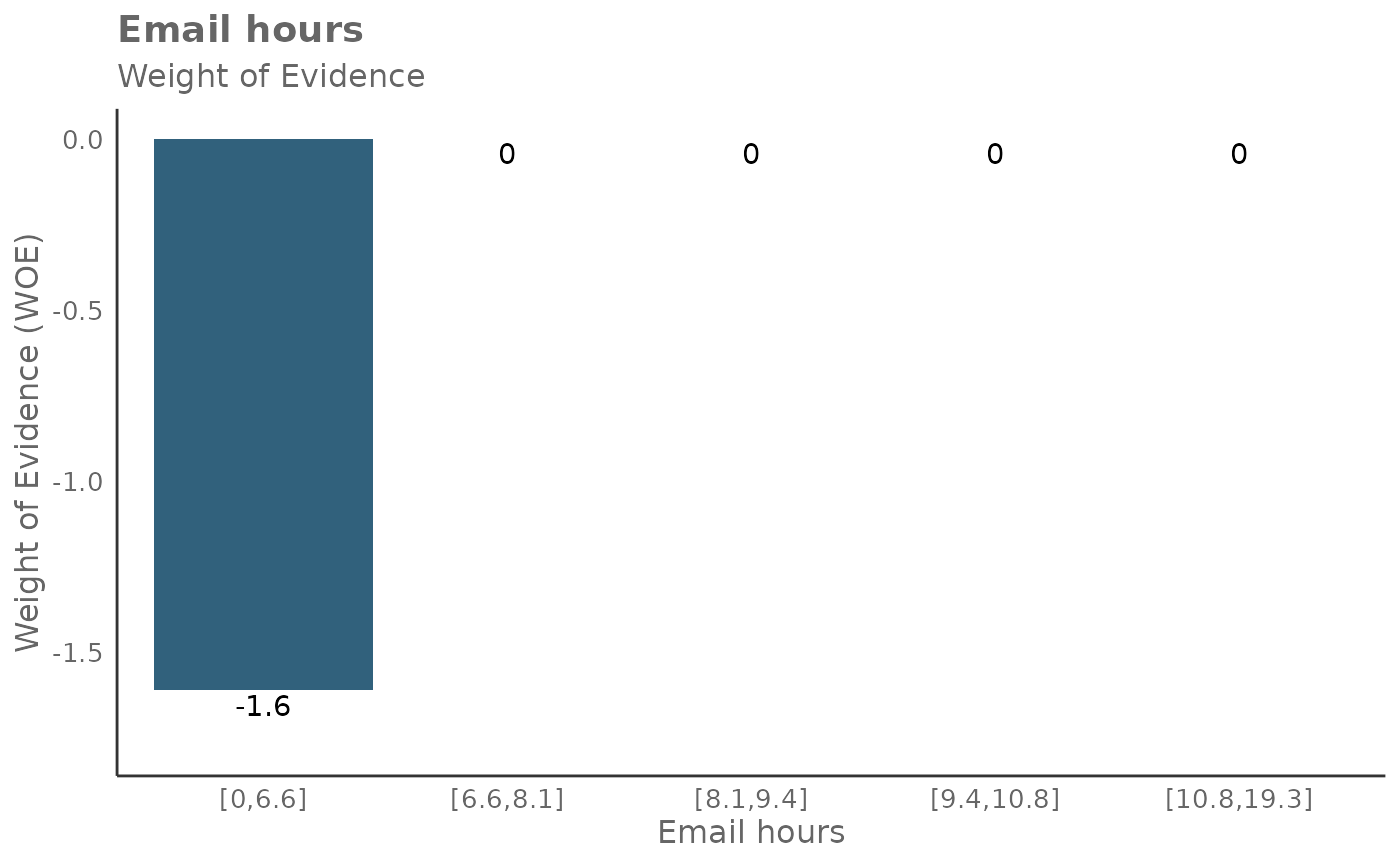 Email hours
Weight of Evidence
0.0
-0.5
-1.0
-1.5
Weight of Evidence (WOE)
0 0 0 0
-1.6
[0,6.6] [6.6,8.1] [8.1,9.4] [9.4,10.8] [10.8,19.3]
Email hours